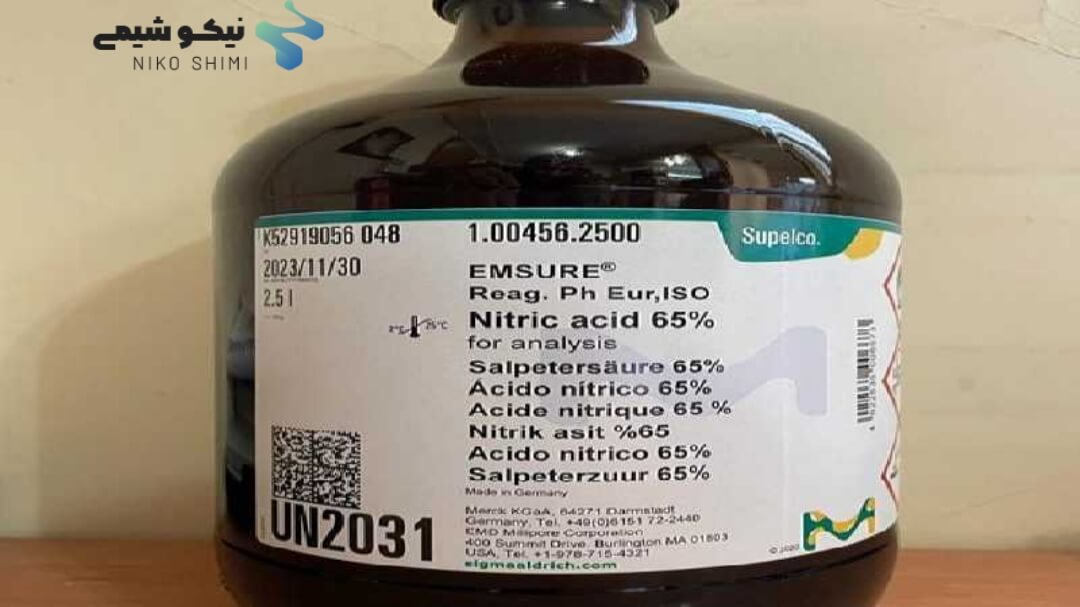 نیکو شیمی
NIKO SHIMI
K52919056 048
2023/11/30
2.5 l
2°C 25°C
1.00456.2500
Supelco.
EMSURE®
Reag. Ph Eur,ISO
Nitric acid 65%
for analysis
Salpetersäure 65%
Ácido nítrico 65%
Acide nitrique 65 %
Nitrik asit %65
Acido nitrico 65%
Salpeterzuur 65%
Made in Germany
Merck KGaA, 64271 Darmstadt
Germany, Tel. +49(0)6151 72-2440
EMD Millipore Corporation
400 Summit Drive, Burlington MA 01803
USA, Tel. +1-978-715-4321
sigmaaldrich.com
UN2031
© 2020